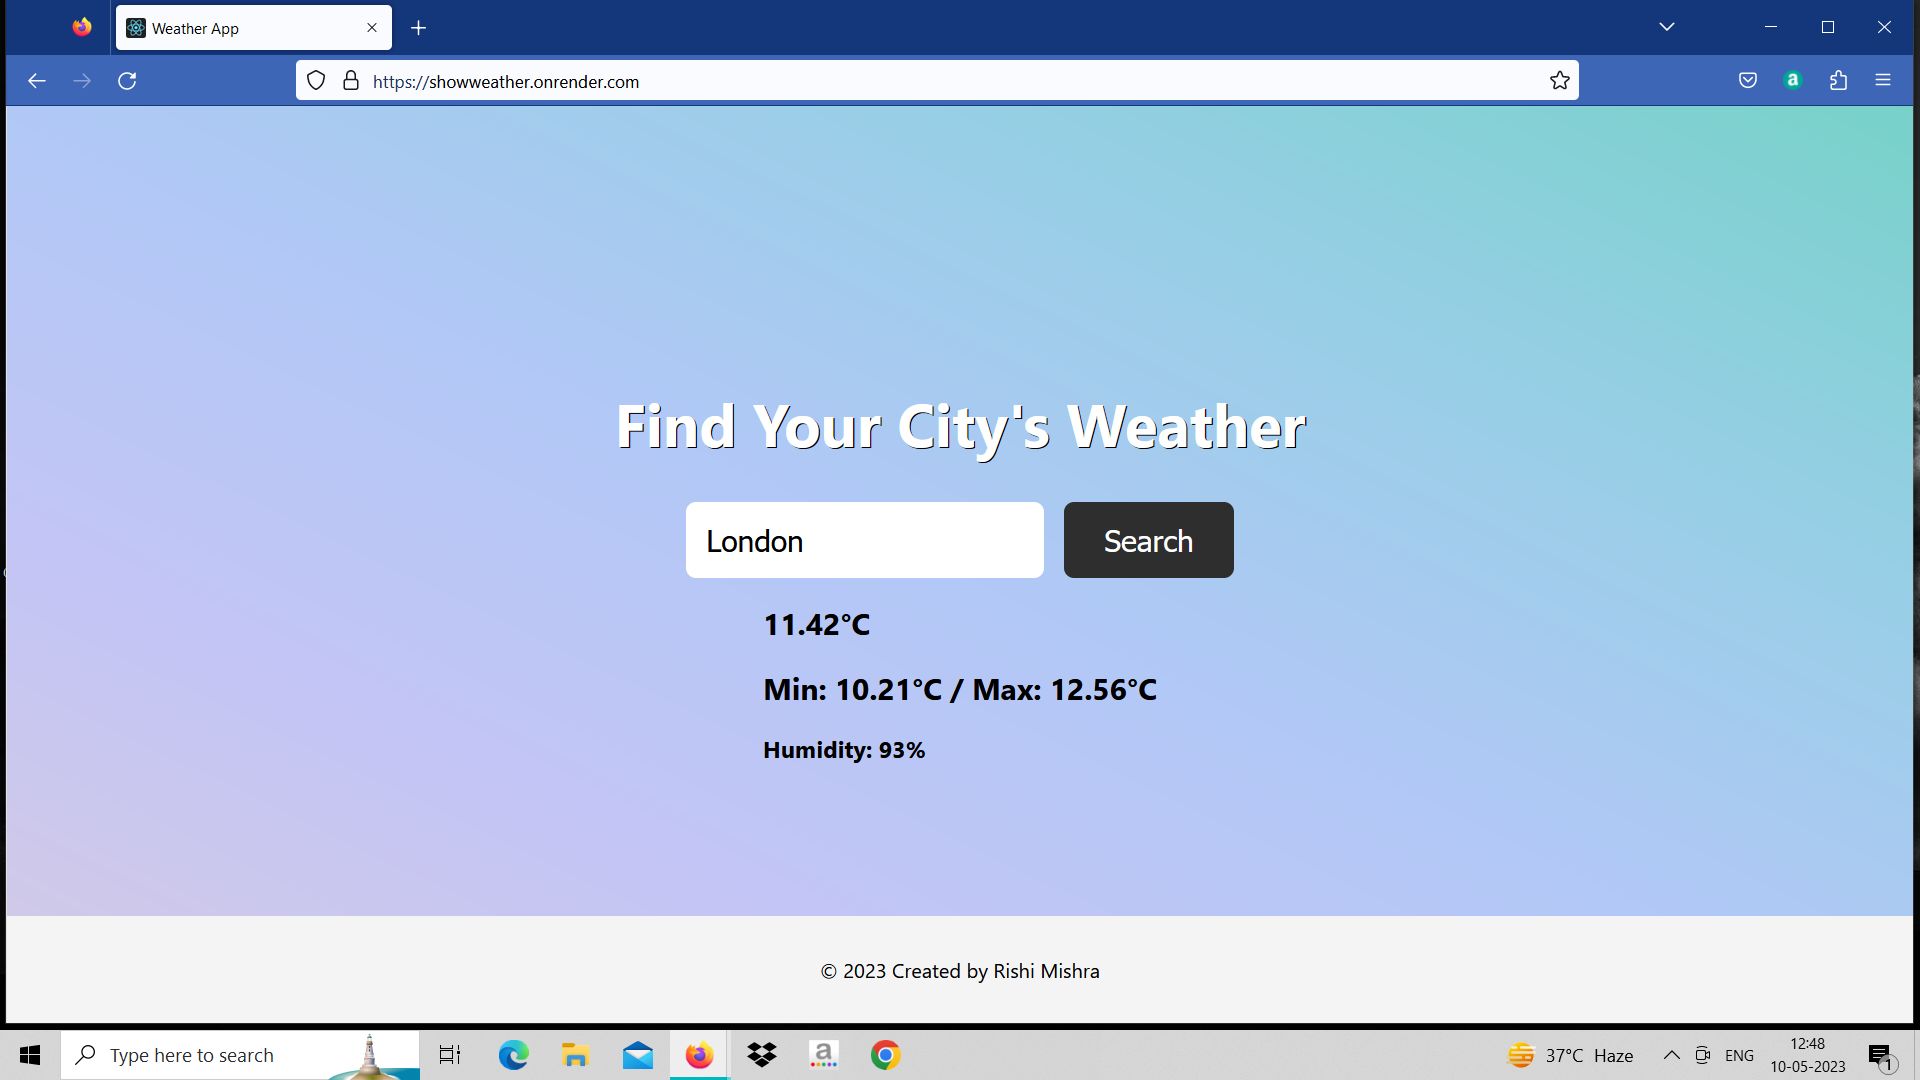 Weather App
https://showweather.onrender.com
a
Find Your City's Weather
London
Search
11.42°C
Min: 10.21°C / Max: 12.56°C
Humidity: 93%
© 2023 Created by Rishi Mishra
Type here to search
a
37°C Haze
ENG
12:48
10-05-2023
1